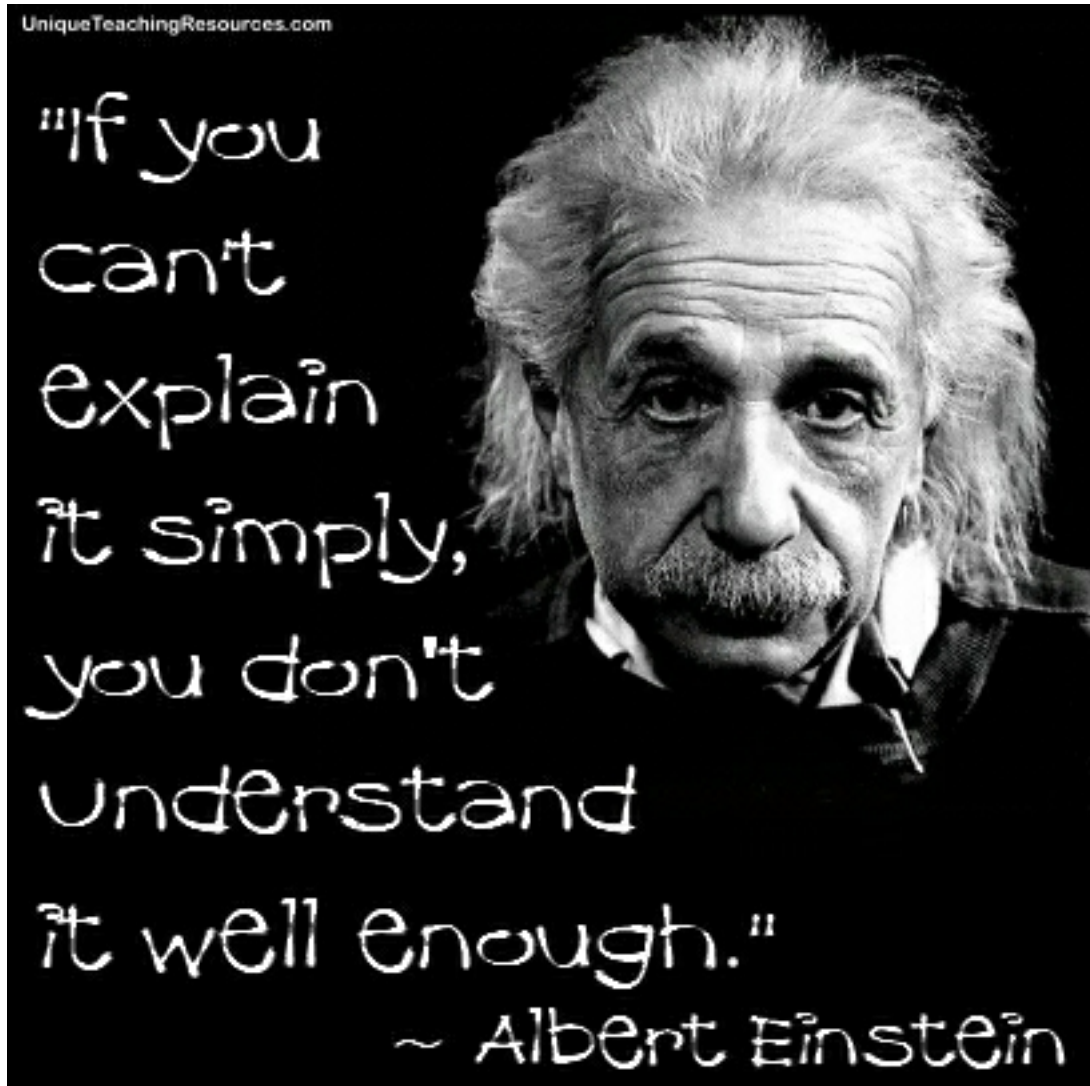 UniqueTeachingResources.com
"If you
can't
explain
it simply,
you don't
understand
it well enough."
~ Albert Einstein